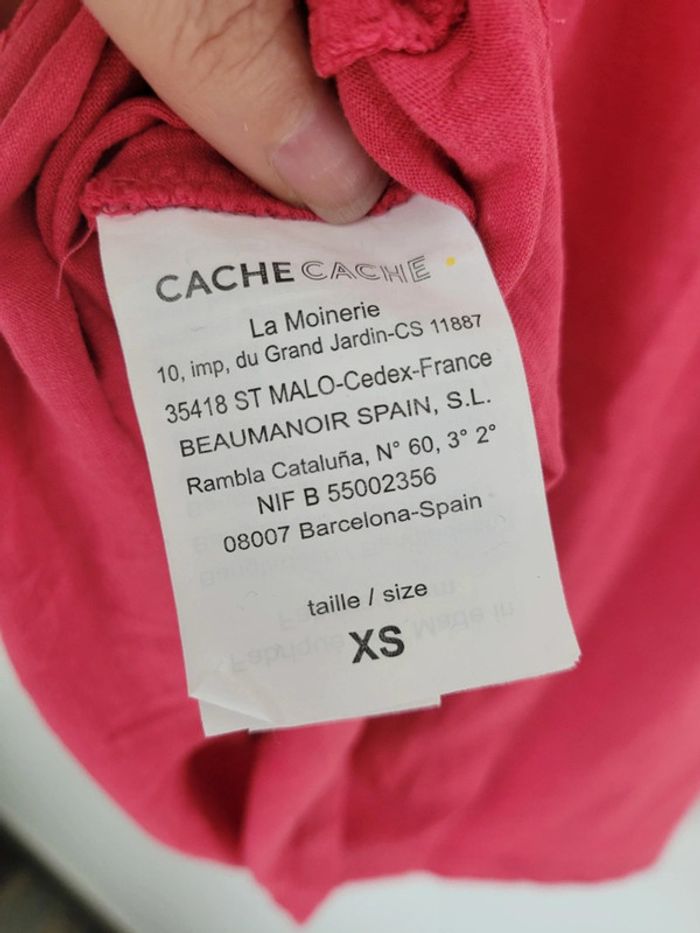 CACHE CACHE
La Moinerie
10, imp, du Grand Jardin-CS 11887
35418 ST MALO-Cedex-France
BEAUMANOIR SPAIN, S.L.
Rambla Cataluña, N° 60, 3° 2°
NIF B 55002356
08007 Barcelona-Spain
taille / size
XS